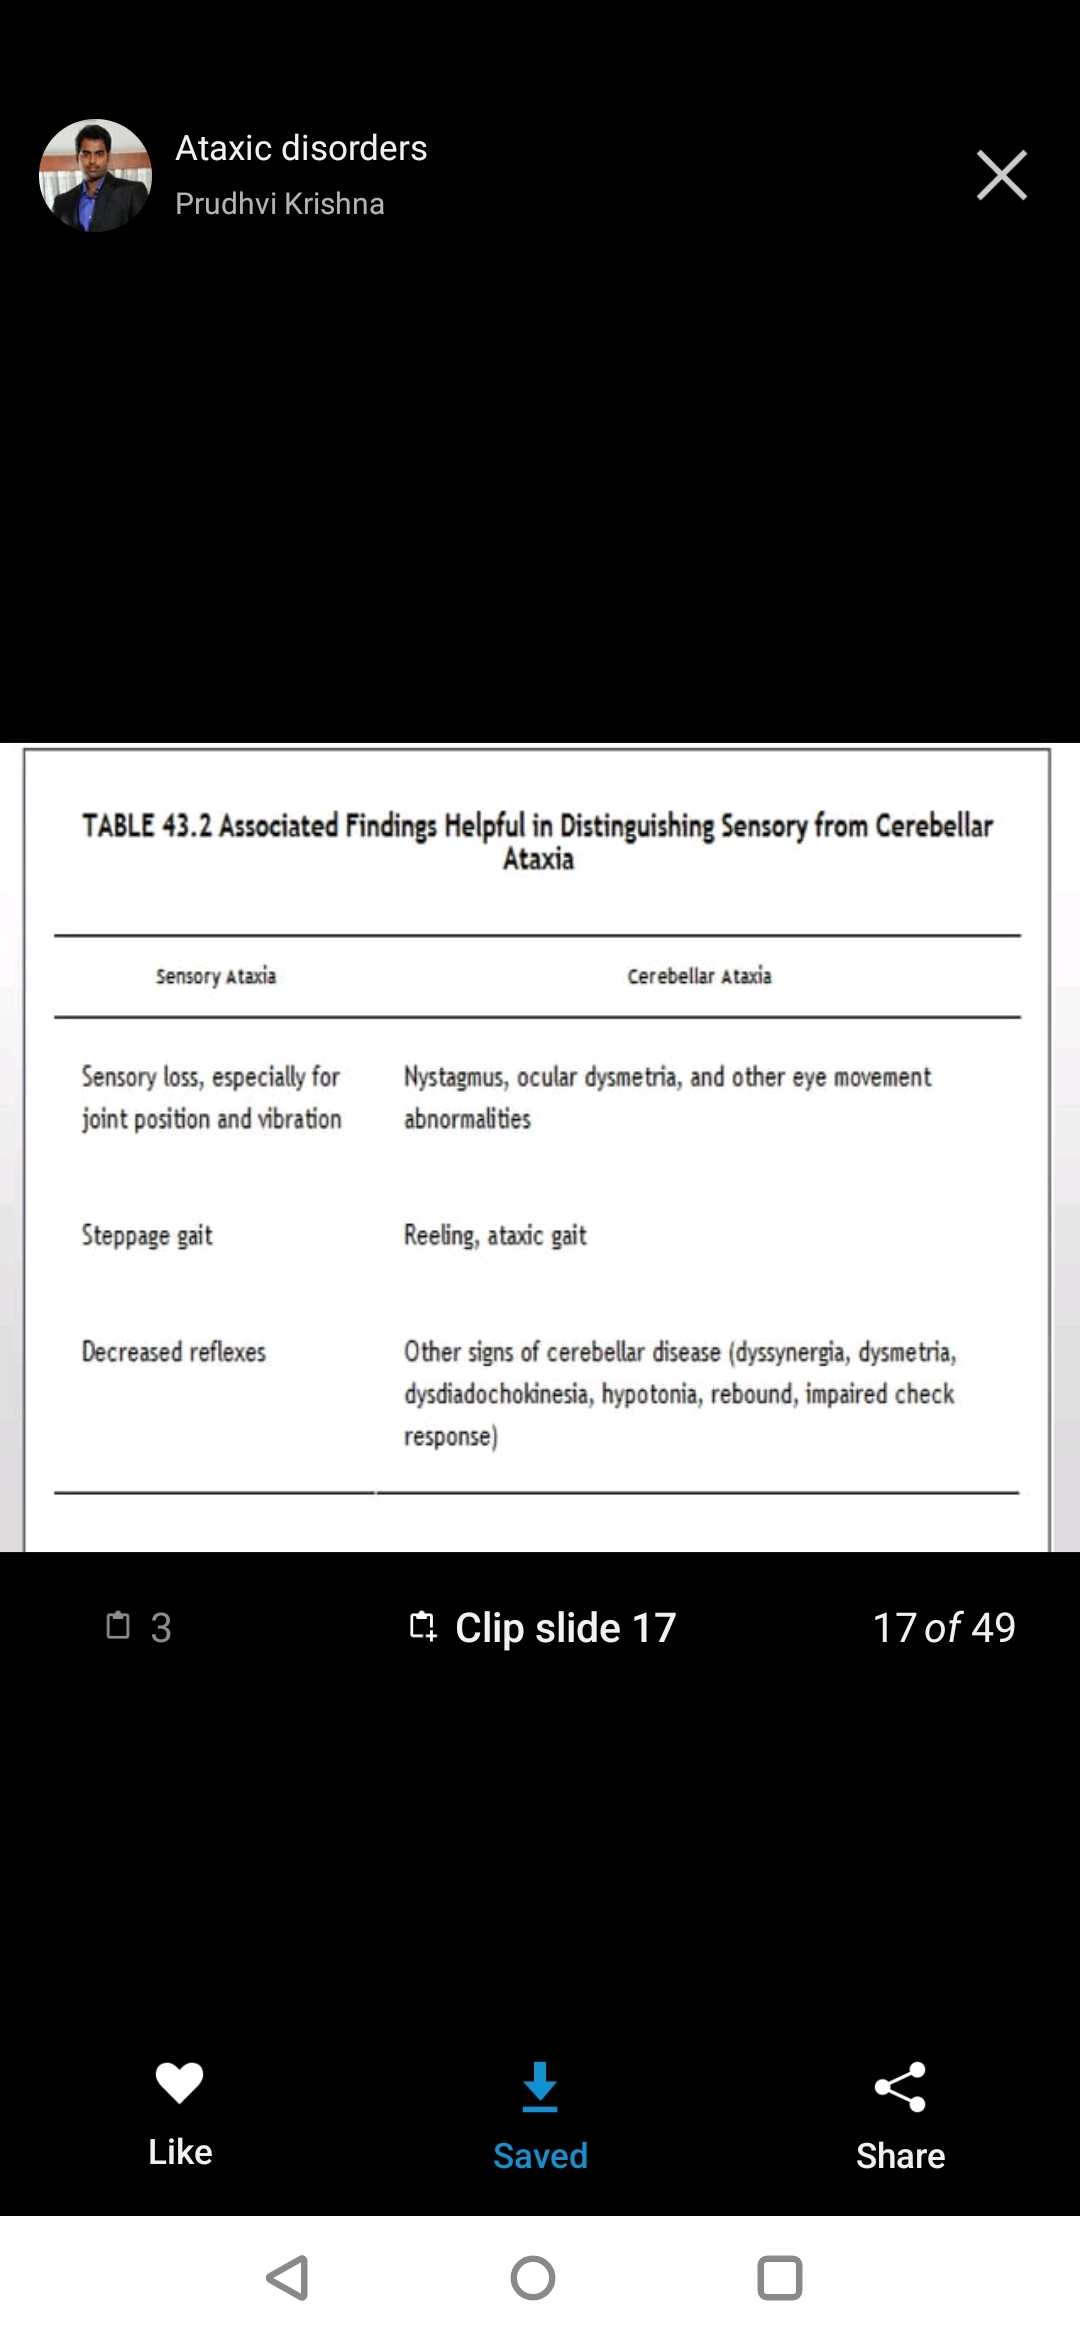 Ataxic disorders
Prudhvi Krishna
TABLE 43.2 Associated Findings Helpful in Distinguishing Sensory from Cerebellar
Ataxia
Sensory Ataxia
Cerebellar Ataxia
Sensory loss, especially for
joint position and vibration
Nystagmus, ocular dysmetria, and other eye movement
abnormalities
Steppage gait
Reeling, ataxic gait
Decreased reflexes
Other signs of cerebellar disease (dyssynergia, dysmetria,
dysdiadochokinesia, hypotonia, rebound, impaired check
response)
3
Clip slide 17
17 of 49
Like
Saved
Share